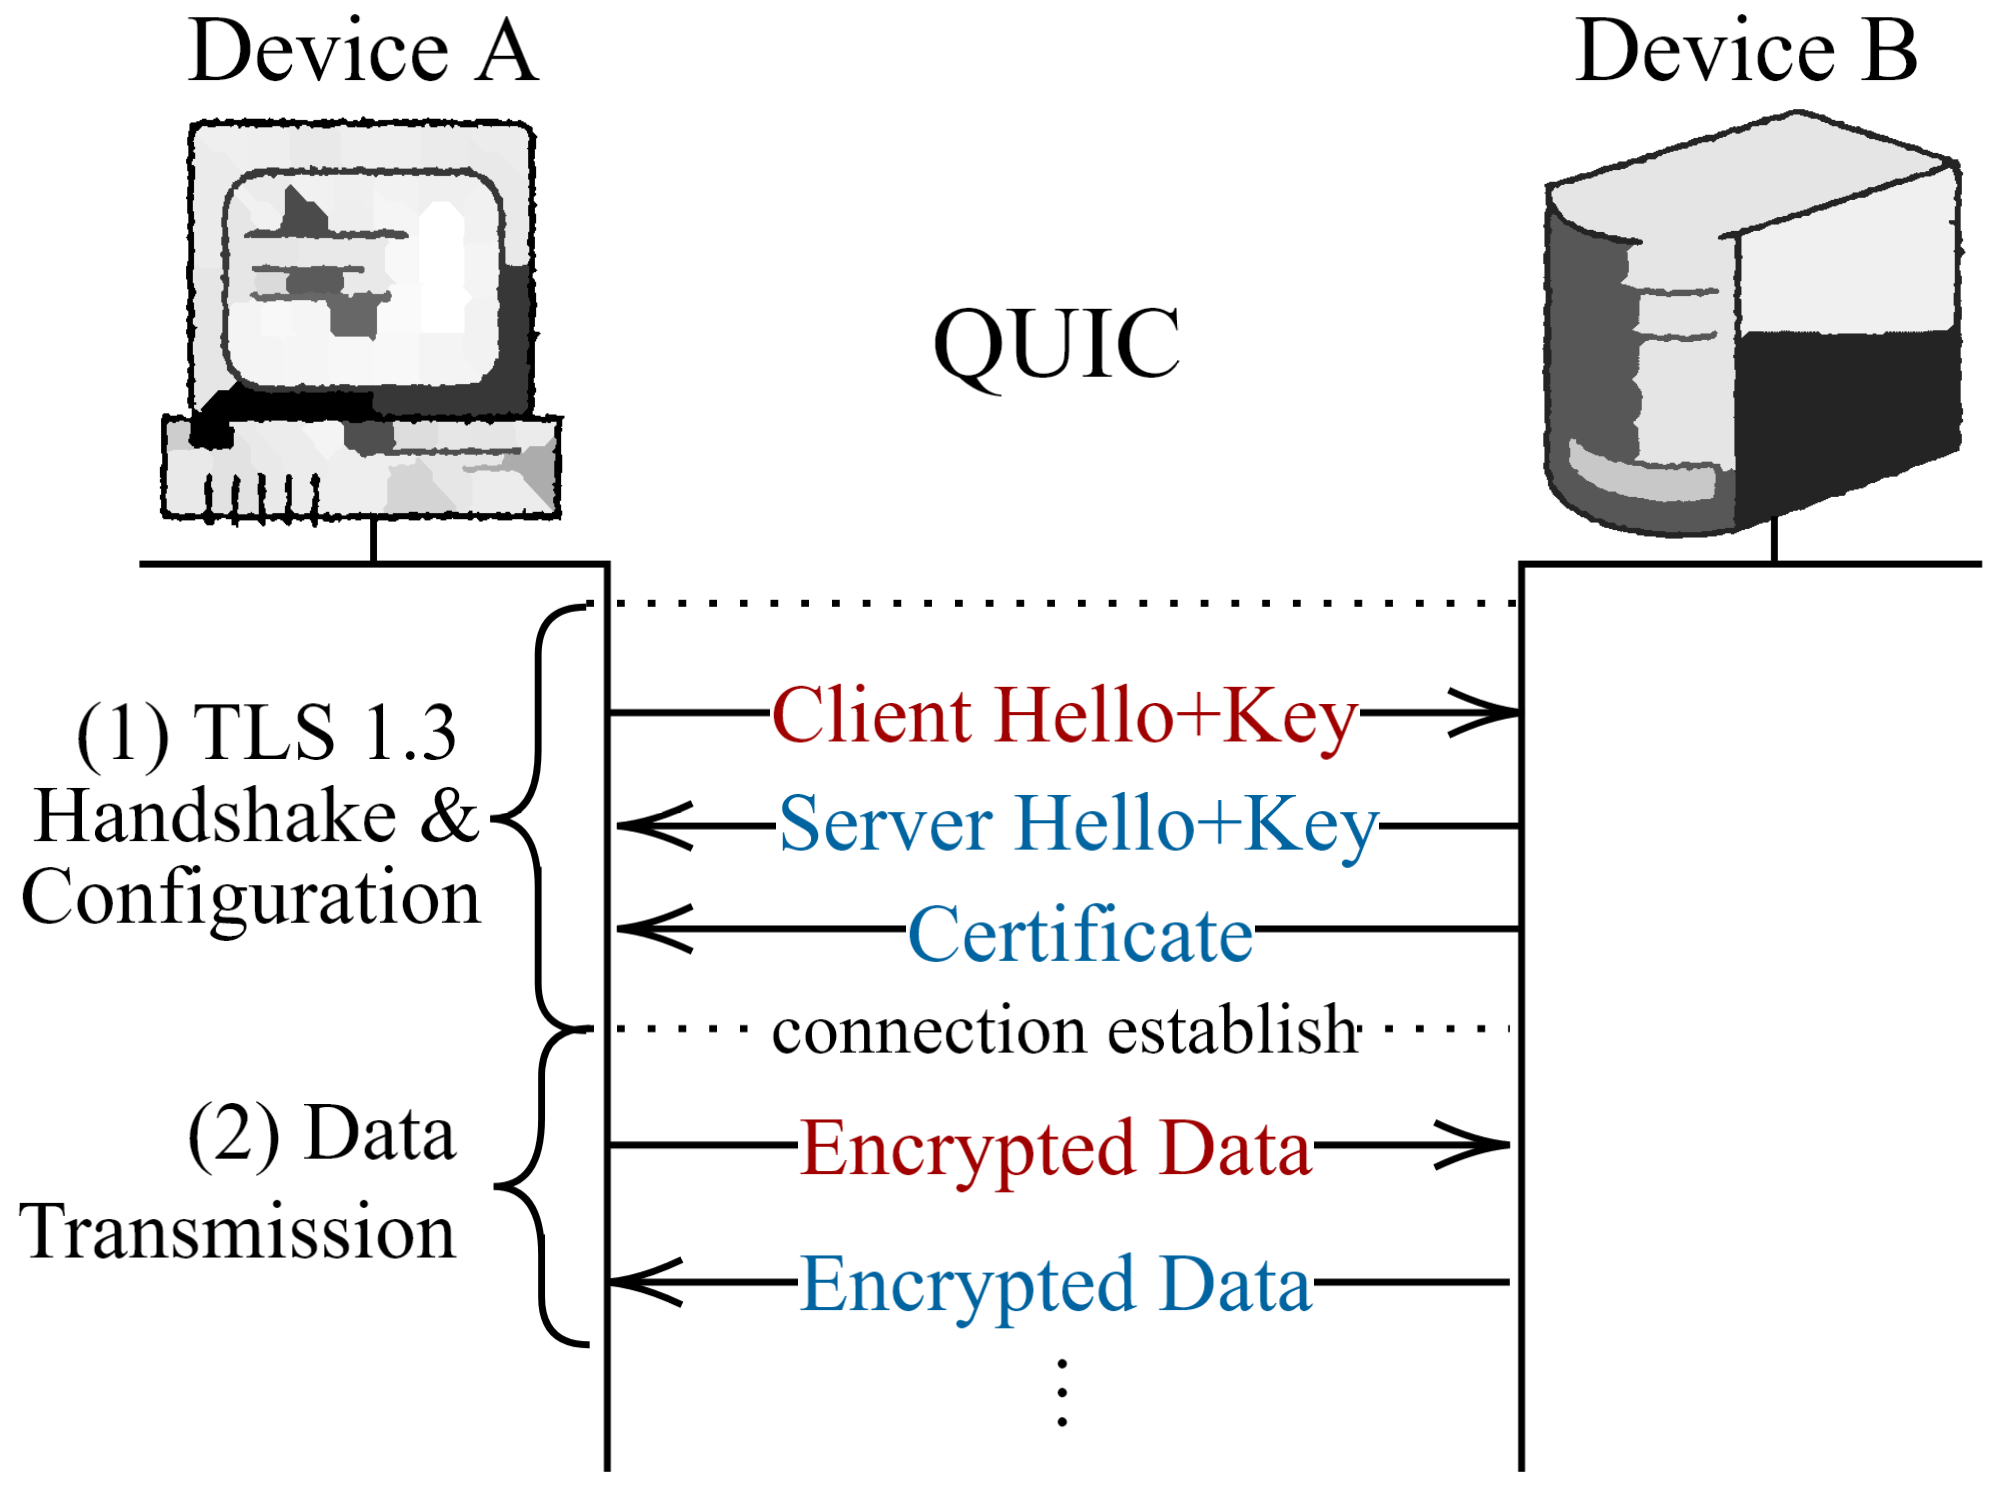 Device A
Device B
QUIC
(1) TLS 1.3
Handshake &
Configuration
Client Hello+Key
Server Hello+Key
Certificate
connection establish
(2) Data
Transmission
Encrypted Data
Encrypted Data